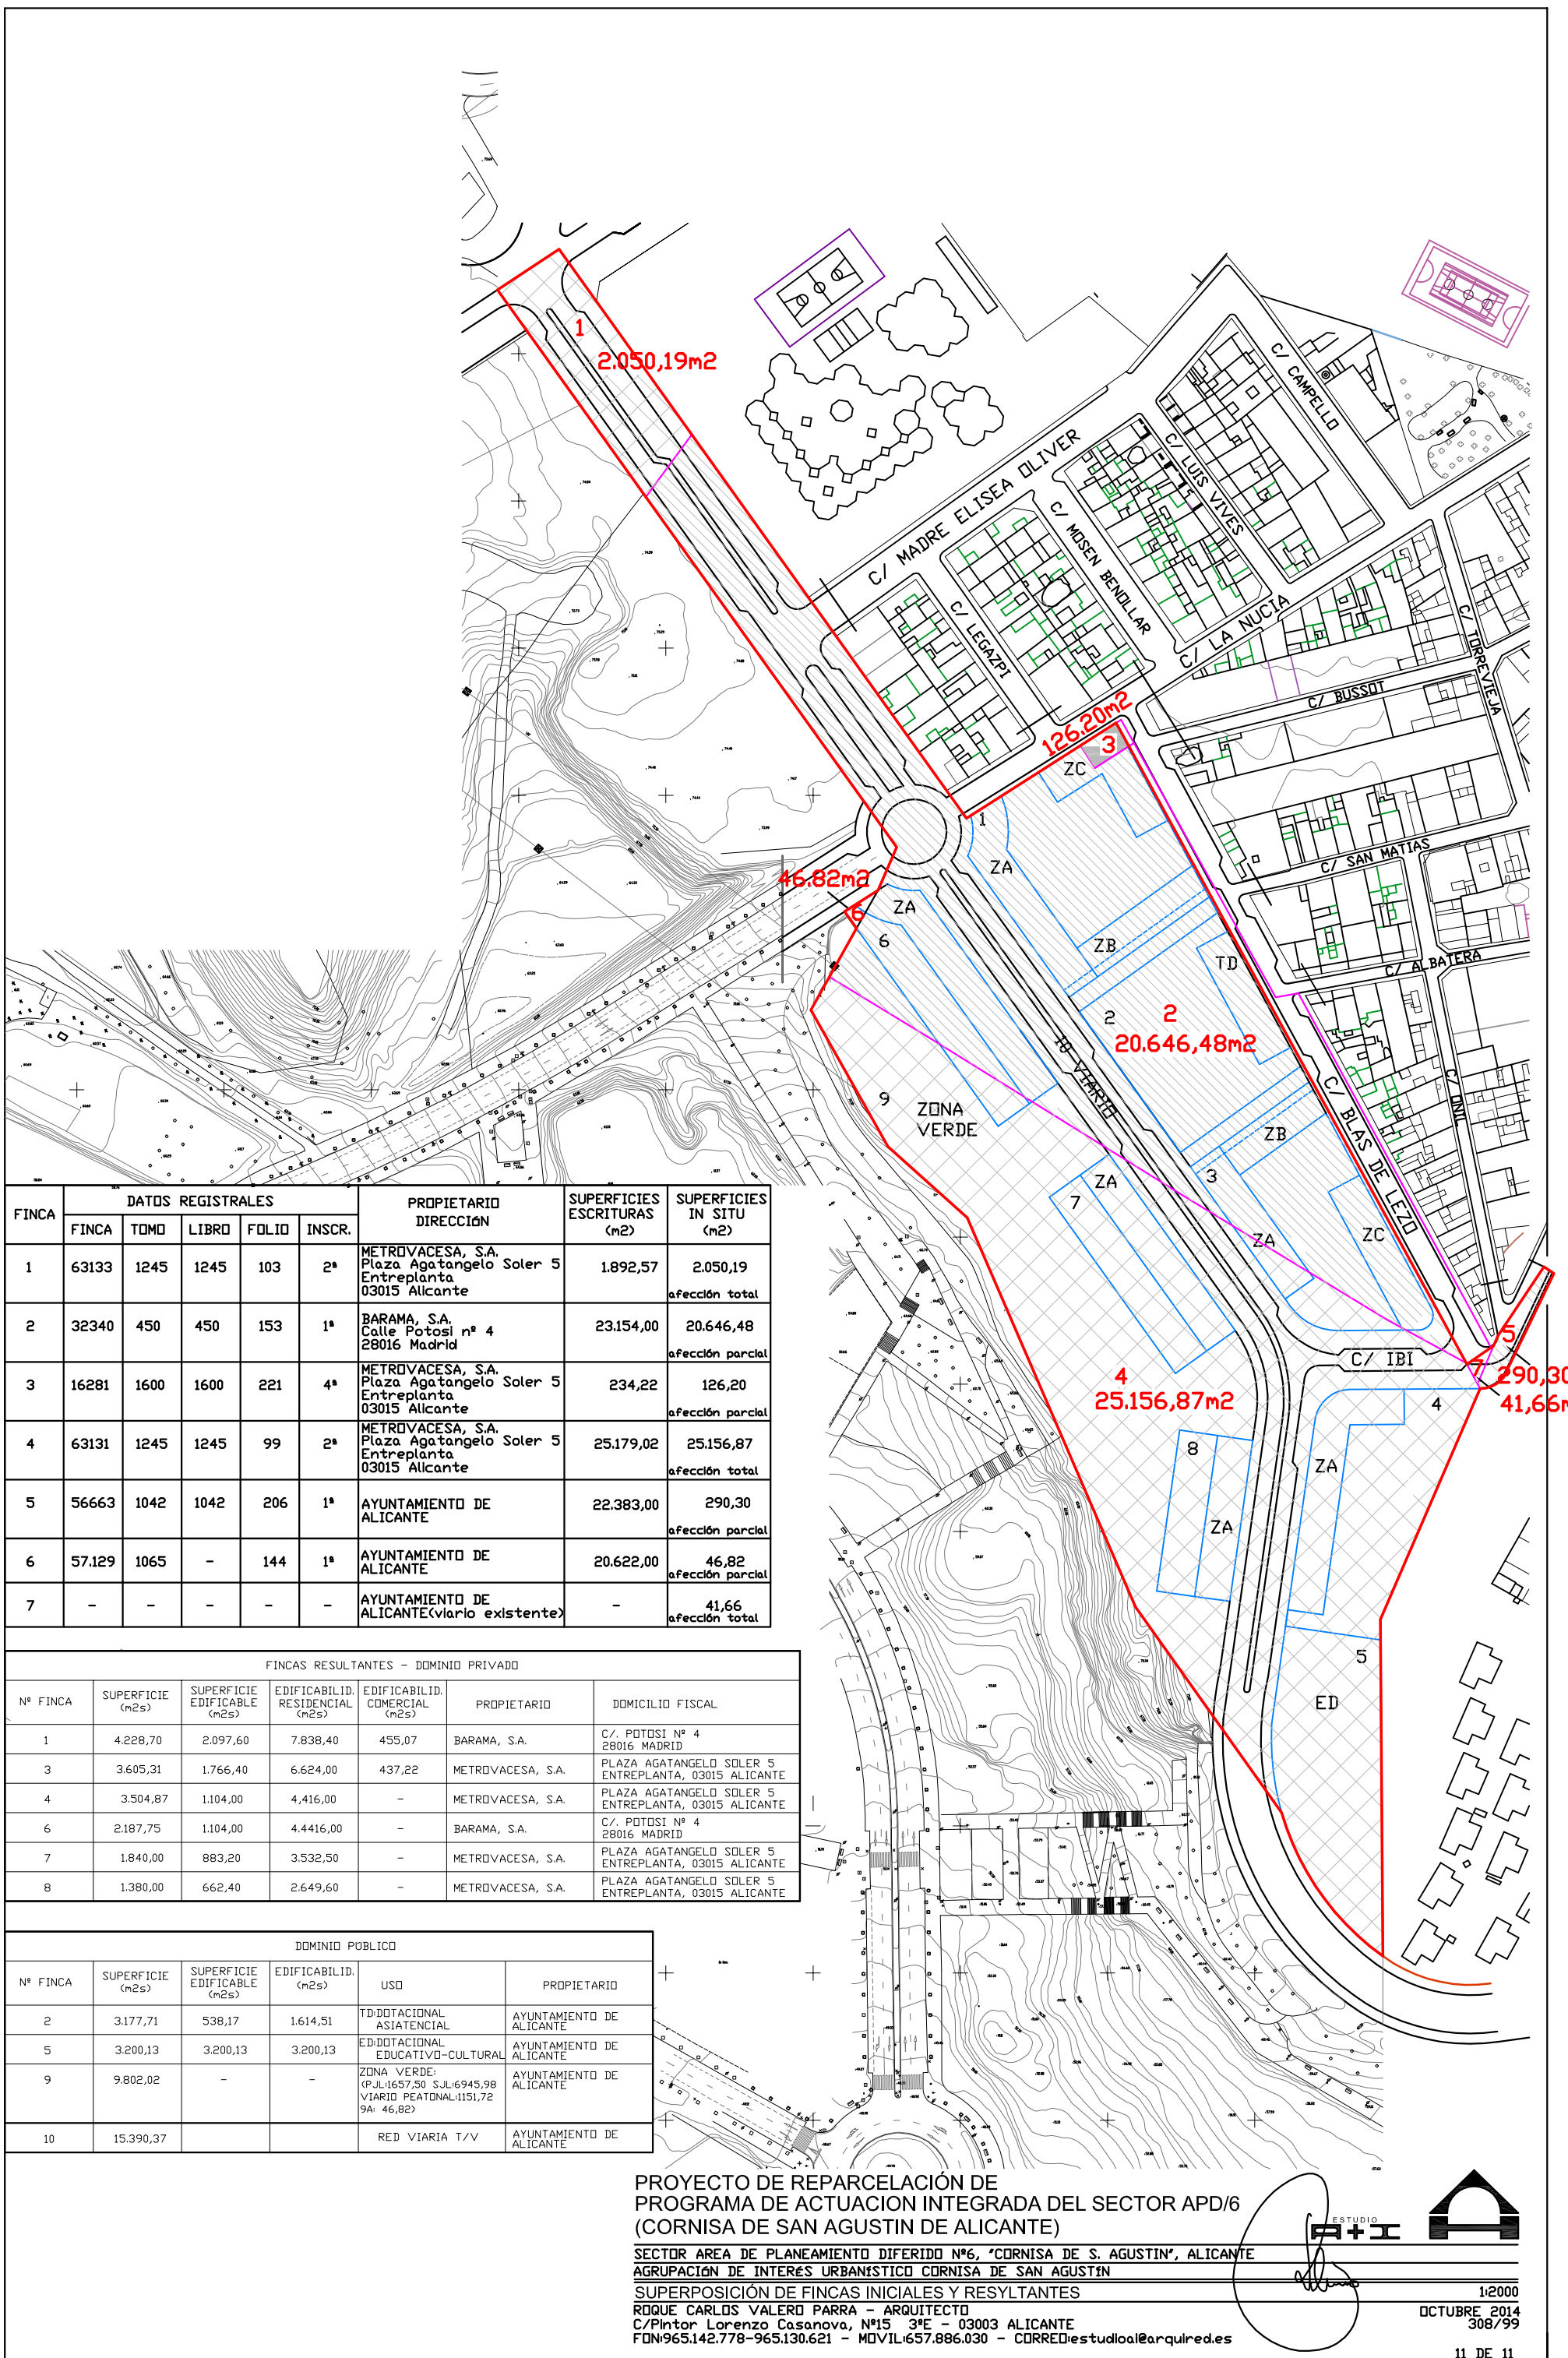 1
2.050,19m2
C/ MADRE ELISEA OLIVER
C/ CAMPELLO
C/ LUIS VIVES
C/ MOSEN BENOLLAR
C/ LEGAZPI
C/ LA NUCIA
C/ TORREVIEJA
C/ BUSSOT
126.20m2
3
ZC
1
ZA
C/ SAN MATIAS
46.82m2
6
ZA
6
ZB
TD
C/ ALBATERA
2
2
20.646,48m2
10 VIARIO
C/ ONIL
9
ZONA
VERDE
C/ BLAS DE LEZO
ZB
ZA
7
3
ZA
ZC
5
C/ IBI
7
290,30
41,66m
4
25.156,87m2
4
8
ZA
ZA
5
ED
FINCA DATOS REGISTRALES PROPIETARIO DIRECCIÓN SUPERFICIES ESCRITURAS (m2) SUPERFICIES IN SITU (m2)
FINCA TOMO LIBRO FOLIO INSCR.
METROVACESA, S.A.
1 63133 1245 1245 103 2ª Plaza Agatangelo Soler 5 1.892,57 2.050,19
Entreplanta
03015 Alicante afección total
BARAMA, S.A.
2 32340 450 450 153 1ª Calle Potosi nº 4 23.154,00 20.646,48
28016 Madrid
afección parcial
METROVACESA, S.A.
3 16281 1600 1600 221 4ª Plaza Agatangelo Soler 5 234,22 126,20
Entreplanta
03015 Alicante afección parcial
METROVACESA, S.A.
4 63131 1245 1245 99 2ª Plaza Agatangelo Soler 5 25.179,02 25.156,87
Entreplanta
03015 Alicante afección total
5 56663 1042 1042 206 1ª AYUNTAMIENTO DE 22.383,00 290,30
ALICANTE
afección parcial
6 57.129 1065 - 144 1ª AYUNTAMIENTO DE 20.622,00 46,82
ALICANTE afección parcial
7 - - - - - AYUNTAMIENTO DE - 41,66
ALICANTE(viario existente) afección total
FINCAS RESULTANTES - DOMINIO PRIVADO
Nº FINCA SUPERFICIE (m2s) SUPERFICIE EDIFICABLE (m2s) EDIFICABILID. RESIDENCIAL (m2s) EDIFICABILID. COMERCIAL (m2s) PROPIETARIO DOMICILIO FISCAL
1 4.228,70 2.097,60 7.838,40 455,07 BARAMA, S.A. C/. POTOSI Nº 4
28016 MADRID
3 3.605,31 1.766,40 6.624,00 437,22 METROVACESA, S.A. PLAZA AGATANGELO SOLER 5
ENTREPLANTA, 03015 ALICANTE
4 3.504,87 1.104,00 4,416,00 - METROVACESA, S.A. PLAZA AGATANGELO SOLER 5
ENTREPLANTA, 03015 ALICANTE
6 2.187,75 1.104,00 4.4416,00 - BARAMA, S.A. C/. POTOSI Nº 4
28016 MADRID
7 1.840,00 883,20 3.532,50 - METROVACESA, S.A. PLAZA AGATANGELO SOLER 5
ENTREPLANTA, 03015 ALICANTE
8 1.380,00 662,40 2.649,60 - METROVACESA, S.A. PLAZA AGATANGELO SOLER 5
ENTREPLANTA, 03015 ALICANTE
DOMINIO PÚBLICO
Nº FINCA SUPERFICIE (m2s) SUPERFICIE EDIFICABLE (m2s) EDIFICABILID. (m2s) USO PROPIETARIO
2 3.177,71 538,17 1.614,51 TD:DOTACIONAL AYUNTAMIENTO DE
ASIATENCIAL ALICANTE
5 3.200,13 3.200,13 3.200,13 ED:DOTACIONAL AYUNTAMIENTO DE
EDUCATIVO-CULTURAL ALICANTE
9 9.802,02 - - ZONA VERDE: AYUNTAMIENTO DE
(PJL:1657,50 SJL:6945,98 ALICANTE
VIARIO PEATONAL:1151,72
9A: 46,82)
10 15.390,37 RED VIARIA T/V AYUNTAMIENTO DE
ALICANTE
PROYECTO DE REPARCELACIÓN DE
PROGRAMA DE ACTUACION INTEGRADA DEL SECTOR APD/6
(CORNISA DE SAN AGUSTIN DE ALICANTE)
ESTUDIO
A+I
SECTOR AREA DE PLANEAMIENTO DIFERIDO Nº6, "CORNISA DE S. AGUSTIN", ALICANTE
AGRUPACIÓN DE INTERÉS URBANÍSTICO CORNISA DE SAN AGUSTÍN
SUPERPOSICIÓN DE FINCAS INICIALES Y RESYLTANTES 1:2000
ROQUE CARLOS VALERO PARRA - ARQUITECTO OCTUBRE 2014
C/Pintor Lorenzo Casanova, Nº15 3ºE - 03003 ALICANTE 308/99
FON:965.142.778-965.130.621 - MOVIL:657.886.030 - CORREO:estudioai@arquired.es
11 DE 11